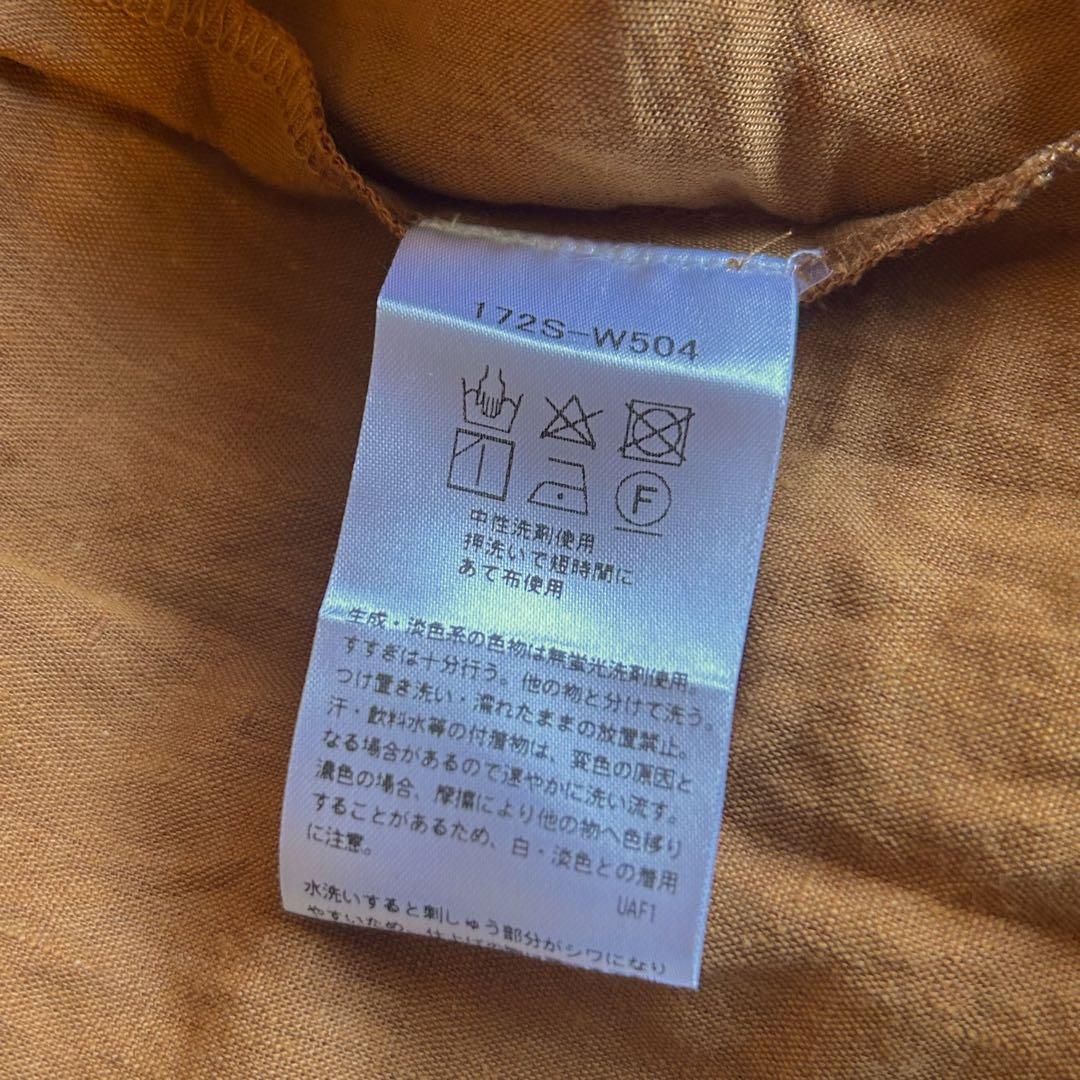 172S-W504
F
中性洗剤使用
押洗いで短時間に
あて布使用
生成・淡色系の色物は無蛍光洗剤使用。
すすぎは十分行う。他の物と分けて洗う。
つけ置き洗い・濡れたままの放置禁止。
汗・飲料水等の付着物は、変色の原因と
なる場合があるので速やかに洗い流す。
濃色の場合、摩擦により他の物へ色移り
することがあるため、白・淡色との着用
に注意。
UAF1
水洗いすると刺しゅう部分がシワになり
やすいため、仕上げ